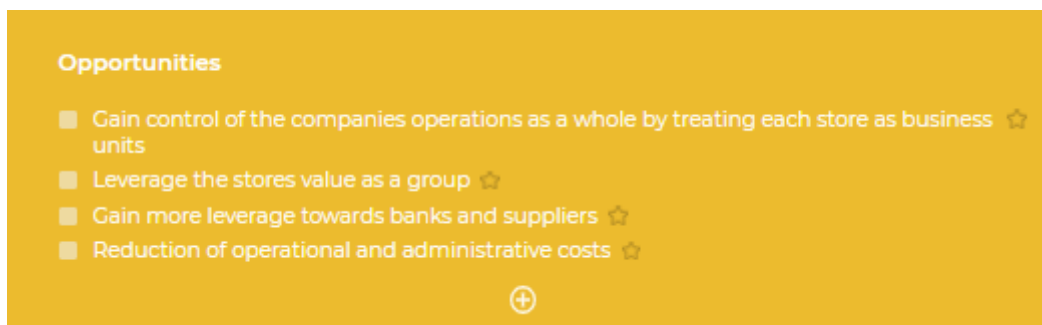 Opportunities
Gain control of the companies operations as a whole by treating each store as business
units
Leverage the stores value as a group
Gain more leverage towards banks and suppliers
Reduction of operational and administrative costs